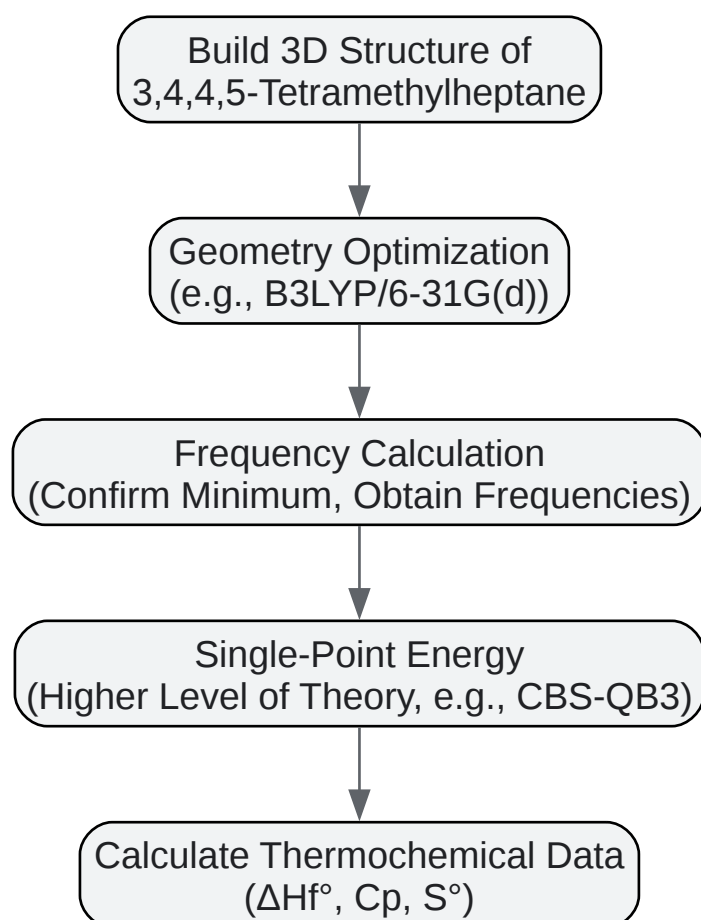 Build 3D Structure of
3,4,4,5-Tetramethylheptane
Geometry Optimization
(e.g., B3LYP/6-31G(d))
Frequency Calculation
(Confirm Minimum, Obtain Frequencies)
Single-Point Energy
(Higher Level of Theory, e.g., CBS-QB3)
Calculate Thermochemical Data
(ΔHf°, Cp, S°)